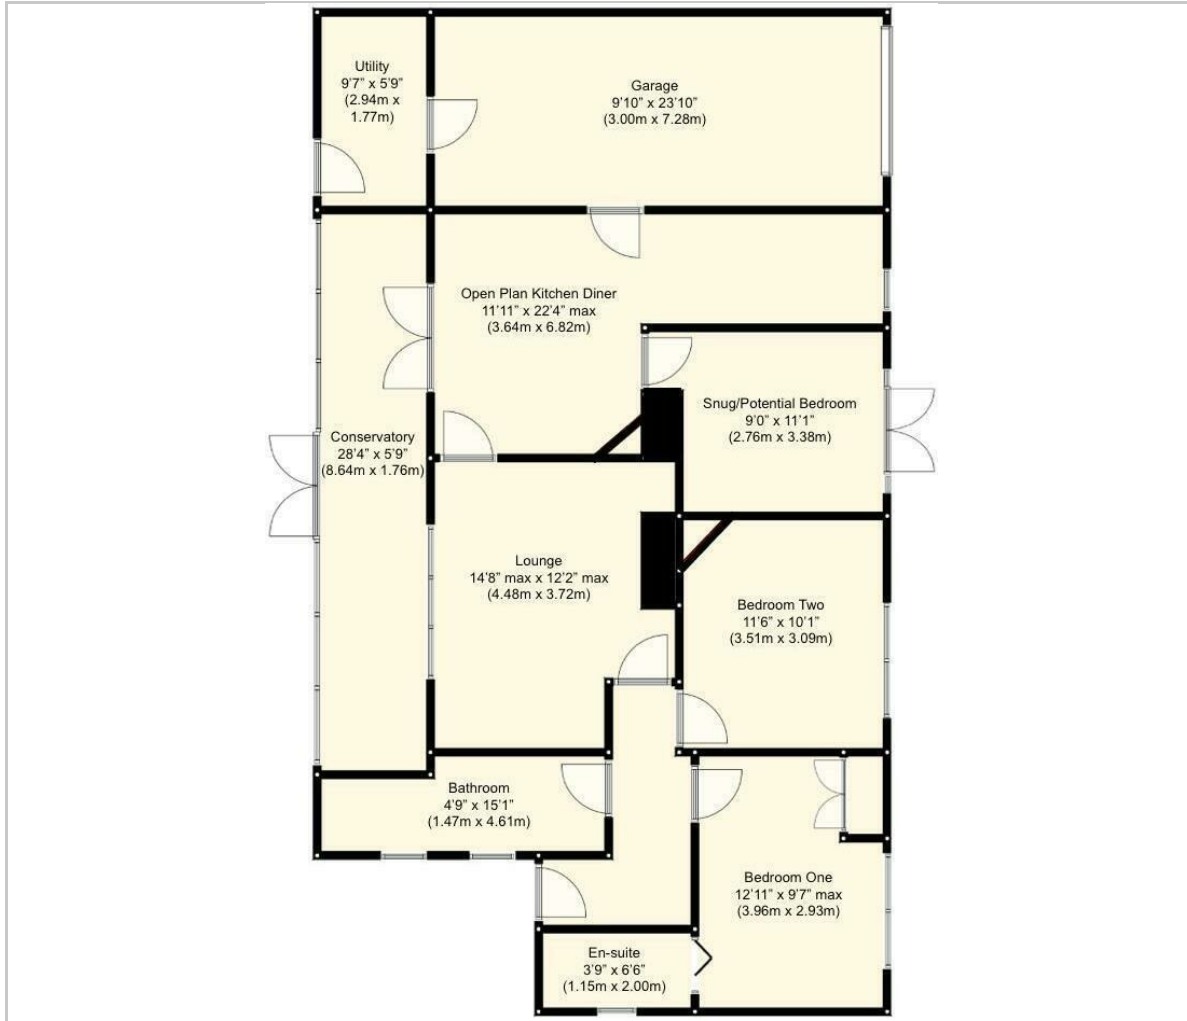 Utility
9'7" x 5'9"
(2.94m x
1.77m)
Garage
9'10" x 23'10"
(3.00m x 7.28m)
Open Plan Kitchen Diner
11'11" x 22'4" max
(3.64m x 6.82m)
Snug/Potential Bedroom
9'0" x 11'1"
(2.76m x 3.38m)
Conservatory
28'4" x 5'9"
(8.64m x 1.76m)
Lounge
14'8" max x 12'2" max
(4.48m x 3.72m)
Bedroom Two
11'6" x 10'1"
(3.51m x 3.09m)
Bathroom
4'9" x 15'1"
(1.47m x 4.61m)
Bedroom One
12'11" x 9'7" max
(3.96m x 2.93m)
En-suite
3'9" x 6'6"
(1.15m x 2.00m)